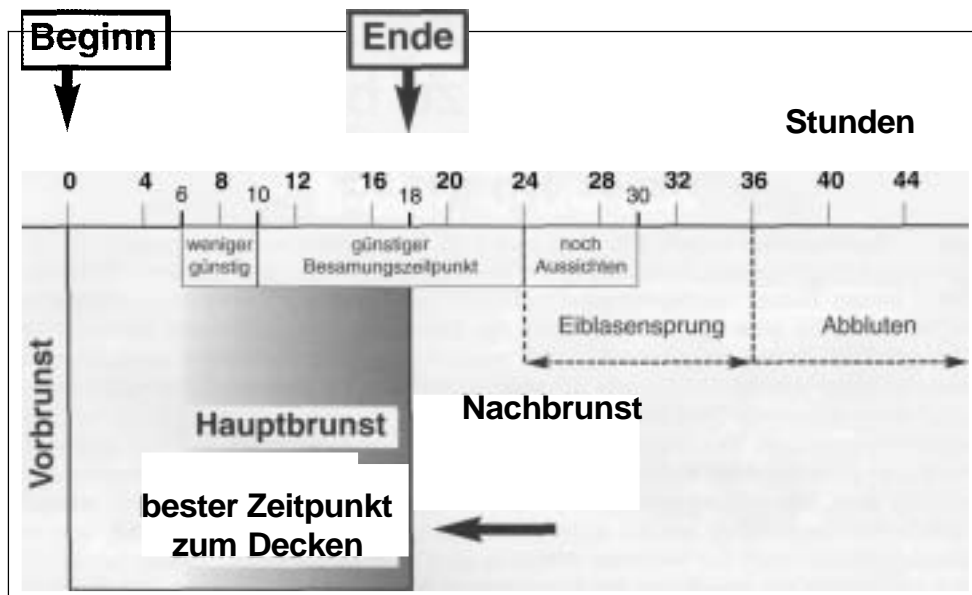 Beginn
Ende
Stunden
0 4 8 12 16 20 24 28 32 36 40 44
6 10 18 30
weniger
günstig
günstiger
Besamungszeitpunkt
noch
Aussichten
Eiblasensprung
Abbluten
Vorbrunst
Hauptbrunst
Nachbrunst
bester Zeitpunkt
zum Decken